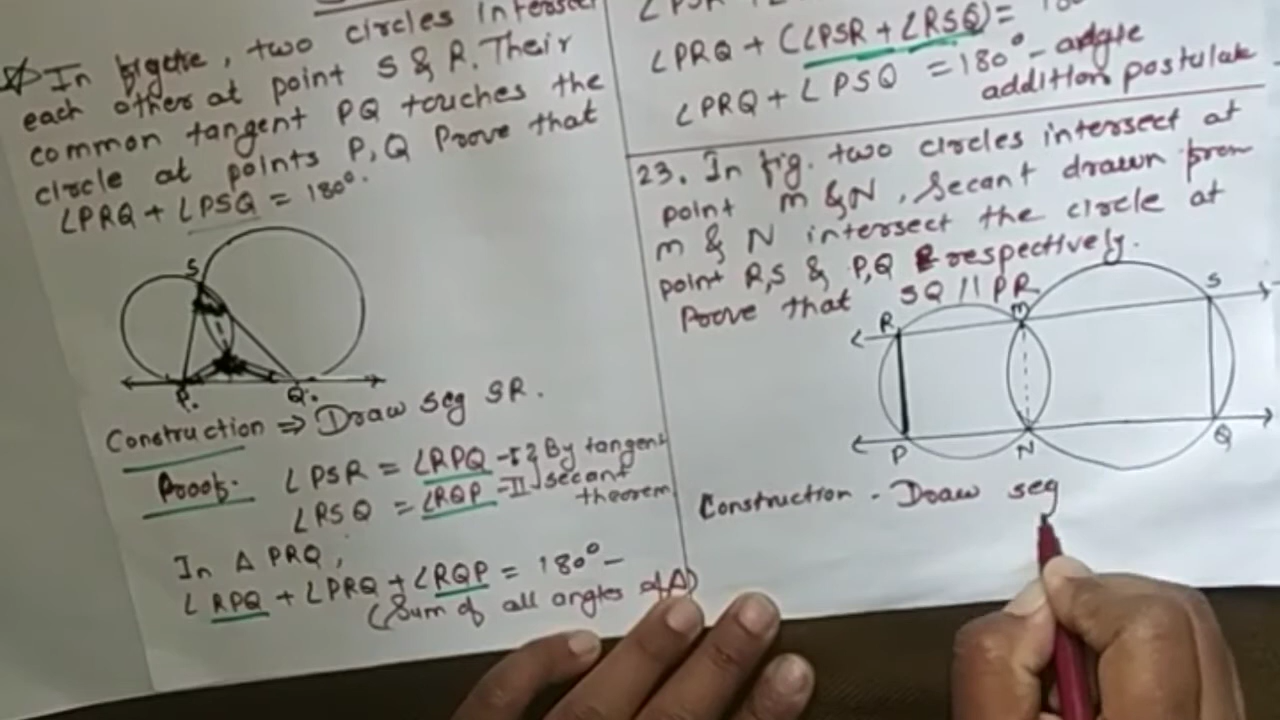 two circles intersect
In figure, two circles intersect
each other at point S & R. Their
common tangent PQ touches the
circle at points P, Q Prove that
∠PRQ + ∠PSQ = 180°.
S
P.
Q.
Construction ⇒ Draw seg SR.
Proof:- ∠PSR = ∠RPQ -I } By tangent
∠RSQ = ∠RQP -II } secant
theorem
In Δ PRQ,
∠RPQ + ∠PRQ + ∠RQP = 180° –
(Sum of all angles of Δ)
∠PRQ + (∠PSR + ∠RSQ) = 180
∠PRQ + ∠PSQ = 180° – angle
addition postulate
23. In fig. two circles intersect at
point M & N, Secant drawn from
M & N intersect the circle at
point R,S & P,Q respectively.
Prove that SQ || PR
R
M
S
P
N
Q
Construction - Draw seg